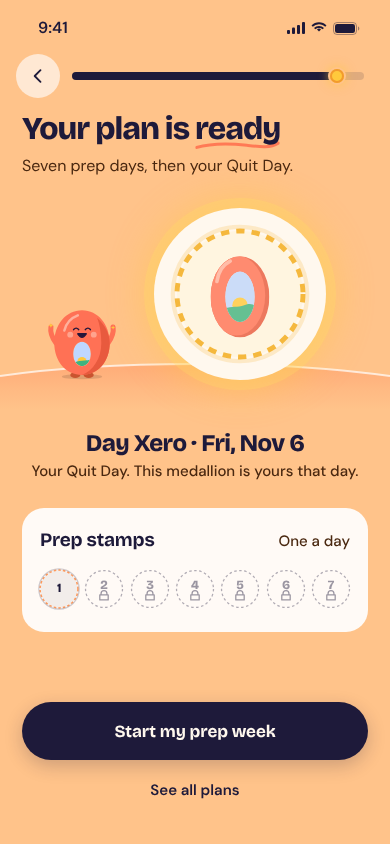 9:41
Your plan is ready
Seven prep days, then your Quit Day.
Day Xero · Fri, Nov 6
Your Quit Day. This medallion is yours that day.
Prep stamps
One a day
1 2 3 4 5 6 7
Start my prep week
See all plans